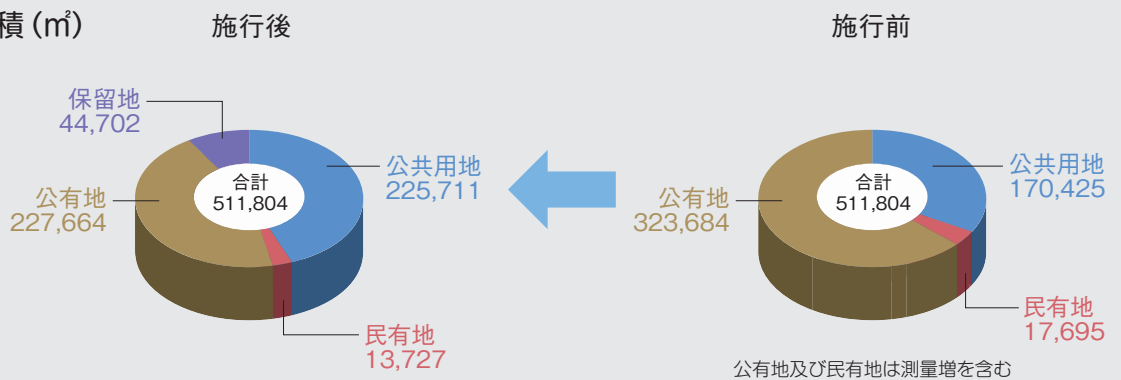 積(㎡)
施行後
施行前
保留地
44,702
公有地
227,664
合計
511,804
公共用地
225,711
民有地
13,727
公有地
323,684
合計
511,804
公共用地
170,425
民有地
17,695
公有地及び民有地は測量増を含む